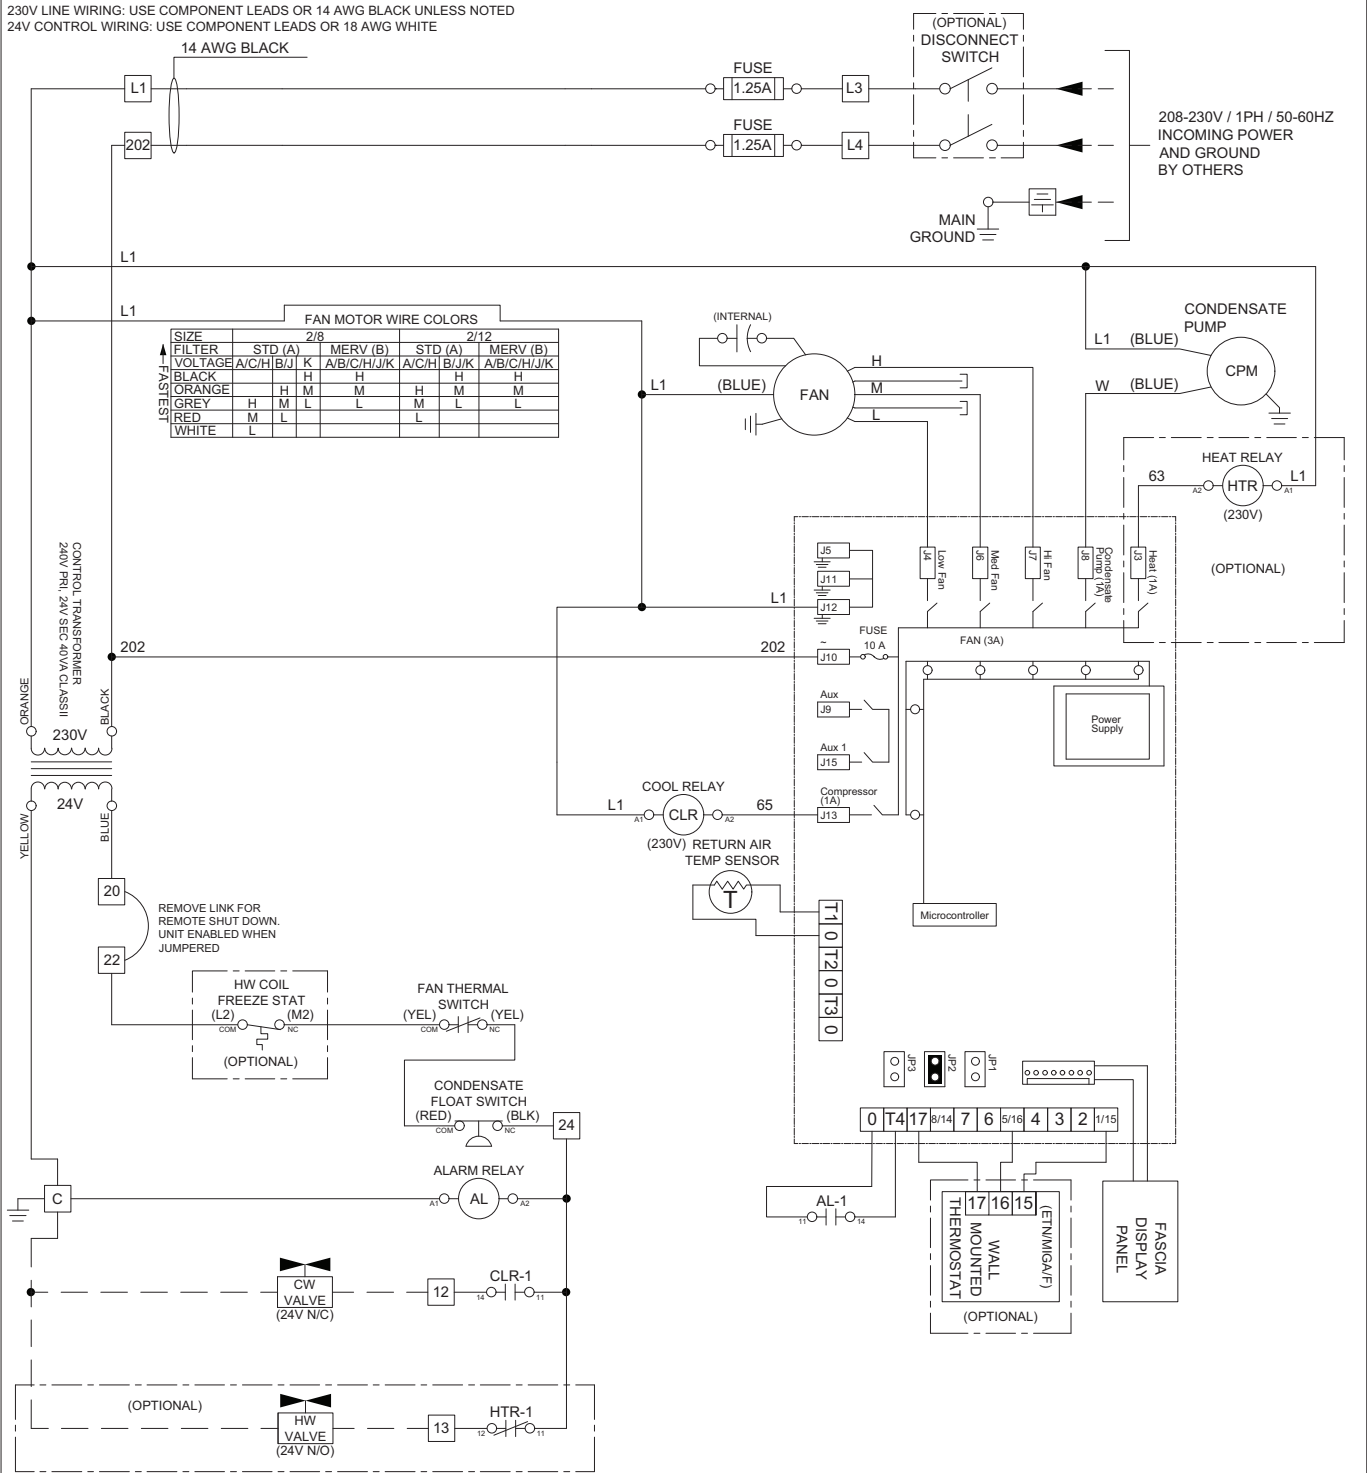 230V LINE WIRING: USE COMPONENT LEADS OR 14 AWG BLACK UNLESS NOTED
24V CONTROL WIRING: USE COMPONENT LEADS OR 18 AWG WHITE
14 AWG BLACK
L1
FUSE
1.25A
L3
202
FUSE
1.25A
L4
(OPTIONAL)
DISCONNECT
SWITCH
208-230V / 1PH / 50-60HZ
INCOMING POWER
AND GROUND
BY OTHERS
MAIN
GROUND
L1
L1
FAN MOTOR WIRE COLORS
SIZE 2/8 2/12
FILTER STD (A) MERV (B) STD (A) MERV (B)
VOLTAGE A/C/H B/J K A/B/C/H/J/K A/C/H B/J/K A/B/C/H/J/K
BLACK H H H H
ORANGE H M M H M M
GREY H M L L M L L
RED M L L
WHITE L
FASTEST
(INTERNAL)
L1 (BLUE)
FAN
H
M
L
CONDENSATE
PUMP
L1 (BLUE)
W (BLUE)
CPM
HEAT RELAY
63
A2
HTR
A1
L1
(230V)
(OPTIONAL)
CONTROL TRANSFORMER
240V PRI, 24V SEC 40VA CLASSII
ORANGE
BLACK
230V
24V
YELLOW
BLUE
202
J5
J11
L1
J12
202
~
J10
FUSE
10 A
J4
Low Fan
J6
Med Fan
J7
Hi Fan
J8
Condensate
Pump (1A)
J3
Heat (1A)
FAN (3A)
Aux
J9
Aux 1
J15
Compressor
(1A)
J13
Power
Supply
Microcontroller
COOL RELAY
L1
A1
CLR
A2
65
(230V)
RETURN AIR
TEMP SENSOR
T
T1
0
T2
0
T3
0
20
22
REMOVE LINK FOR
REMOTE SHUT DOWN.
UNIT ENABLED WHEN
JUMPERED
HW COIL
FREEZE STAT
(L2) (M2)
COM NC
(OPTIONAL)
FAN THERMAL
SWITCH
(YEL) (YEL)
COM NC
CONDENSATE
FLOAT SWITCH
(RED) (BLK)
COM NC
24
JP3
JP2
JP1
0 T4 17 8/14 7 6 5/16 4 3 2 1/15
C
ALARM RELAY
A1
AL
A2
AL-1
11 14
17 16 15
WALL
MOUNTED
THERMOSTAT
(ETN/MIGA/F)
(OPTIONAL)
FASCIA
DISPLAY
PANEL
CW
VALVE
(24V N/C)
12
CLR-1
14 11
(OPTIONAL)
HW
VALVE
(24V N/O)
13
HTR-1
12 11